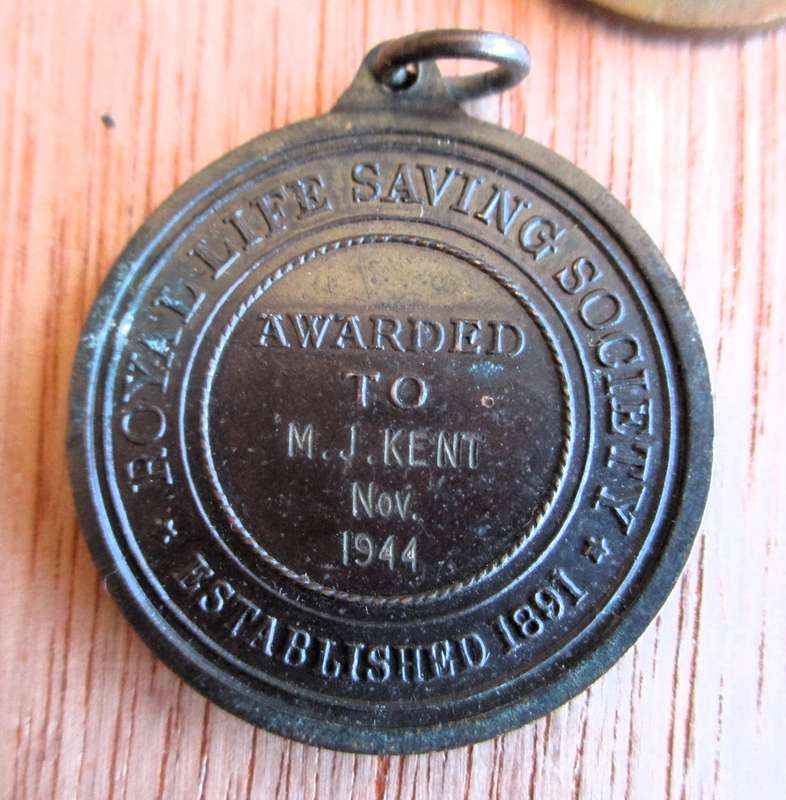 ROYAL LIFE SAVING SOCIETY
AWARDED
TO
M.J.KENT
Nov.
1944
ESTABLISHED 1891